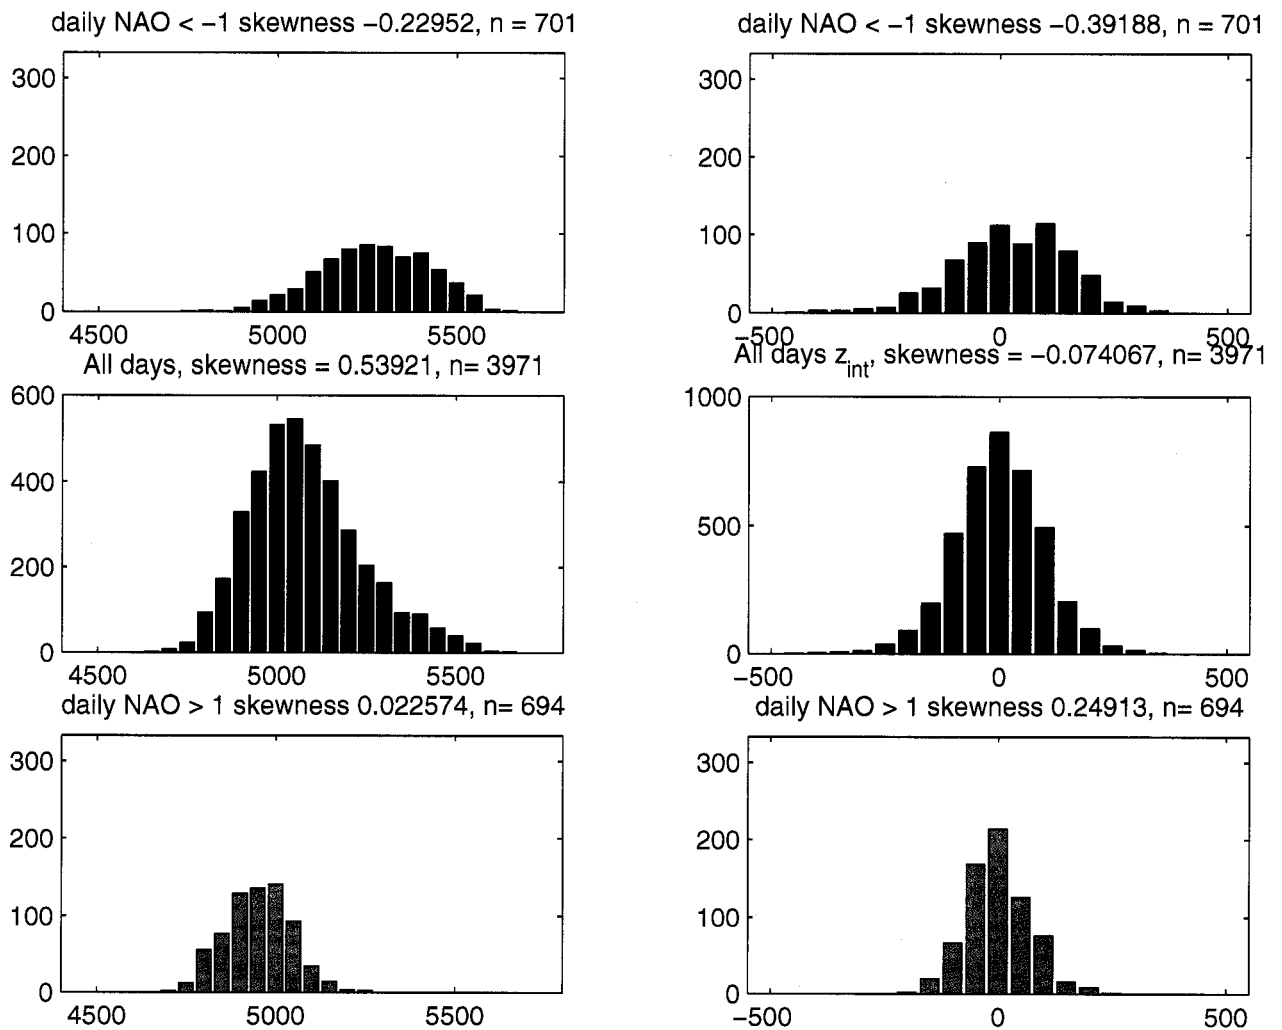 daily NAO < −1 skewness −0.22952, n = 701
300
200
100
0
4500 5000 5500
daily NAO < −1 skewness −0.39188, n = 701
300
200
100
0
−500 0 500
All days, skewness = 0.53921, n= 3971
600
400
200
0
4500 5000 5500
All days z_int, skewness = −0.074067, n= 3971
1000
500
0
−500 0 500
daily NAO > 1 skewness 0.022574, n= 694
300
200
100
0
4500 5000 5500
daily NAO > 1 skewness 0.24913, n= 694
300
200
100
0
−500 0 500